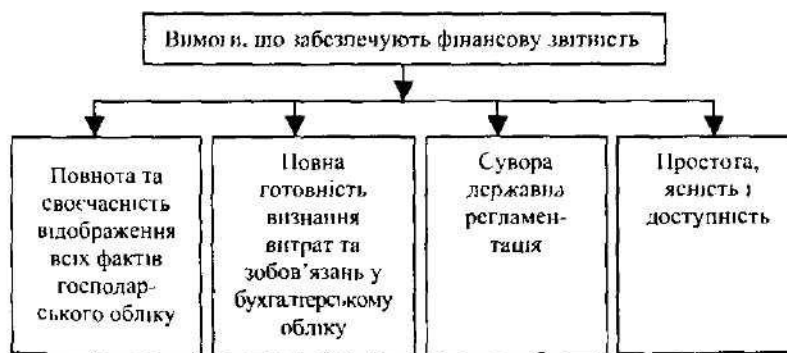 Вимоги, що забезпечують фінансову звітність
Повнота та
своєчасність
відображення
всіх фактів
господар-
ського обліку
Повна
готовність
визнання
витрат та
зобов’язань у
бухгалтерському
обліку
Сувора
державна
регламен-
тація
Простота,
ясність і
доступність